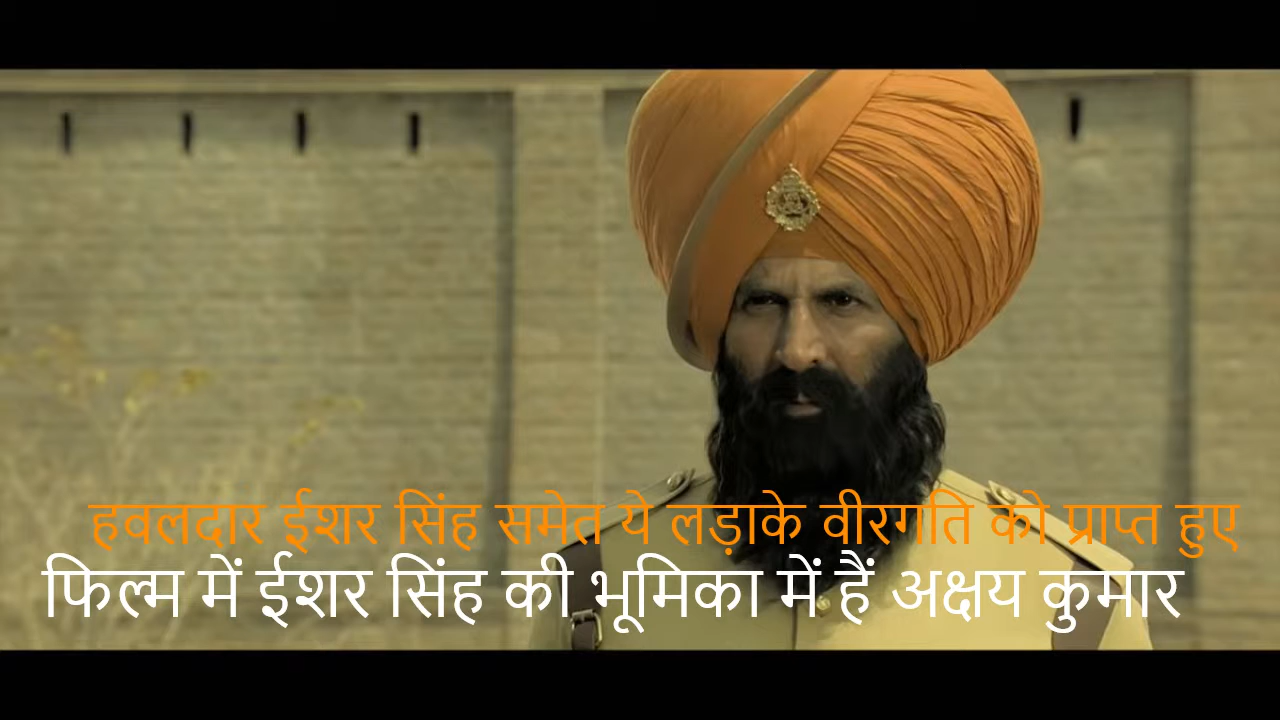 हवलदार ईशर सिंह समेत ये लड़ाके वीरगति को प्राप्त हुए
फिल्म में ईशर सिंह की भूमिका में हैं अक्षय कुमार